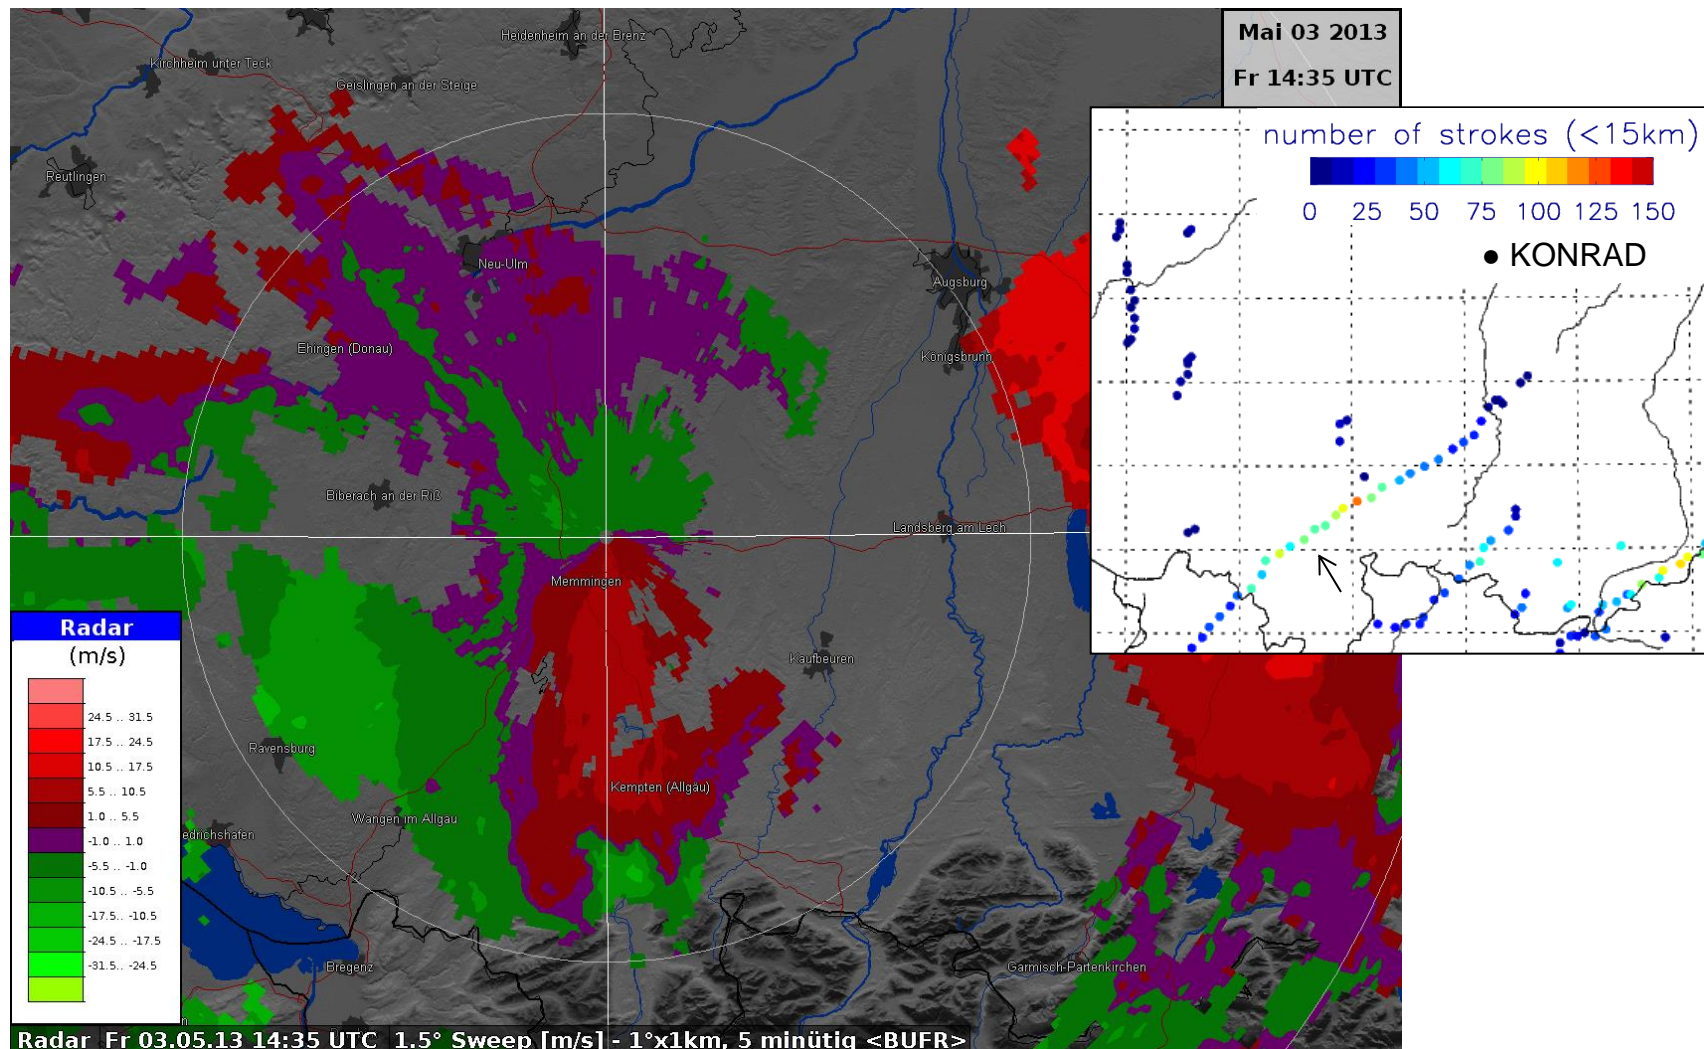 Mai 03 2013
Fr 14:35 UTC
number of strokes (<15km)
0 25 50 75 100 125 150
KONRAD
Heidenheim an der Brenz
Kirchheim unter Teck
Geislingen an der Steige
Reutlingen
Neu-Ulm
Augsburg
Ehingen (Donau)
Königsbrunn
Biberach an der Riß
Landsberg am Lech
Memmingen
Kaufbeuren
Ravensburg
Kempten (Allgäu)
Wangen im Allgäu
edrichshafen
Bregenz
Garmisch-Partenkirchen
Radar
(m/s)
24.5 .. 31.5
17.5 .. 24.5
10.5 .. 17.5
5.5 .. 10.5
1.0 .. 5.5
-1.0 .. 1.0
-5.5 .. -1.0
-10.5 .. -5.5
-17.5 .. -10.5
-24.5 .. -17.5
-31.5 .. -24.5
Radar Fr 03.05.13 14:35 UTC 1.5° Sweep [m/s] - 1°x1km, 5 minütig <BUFR>